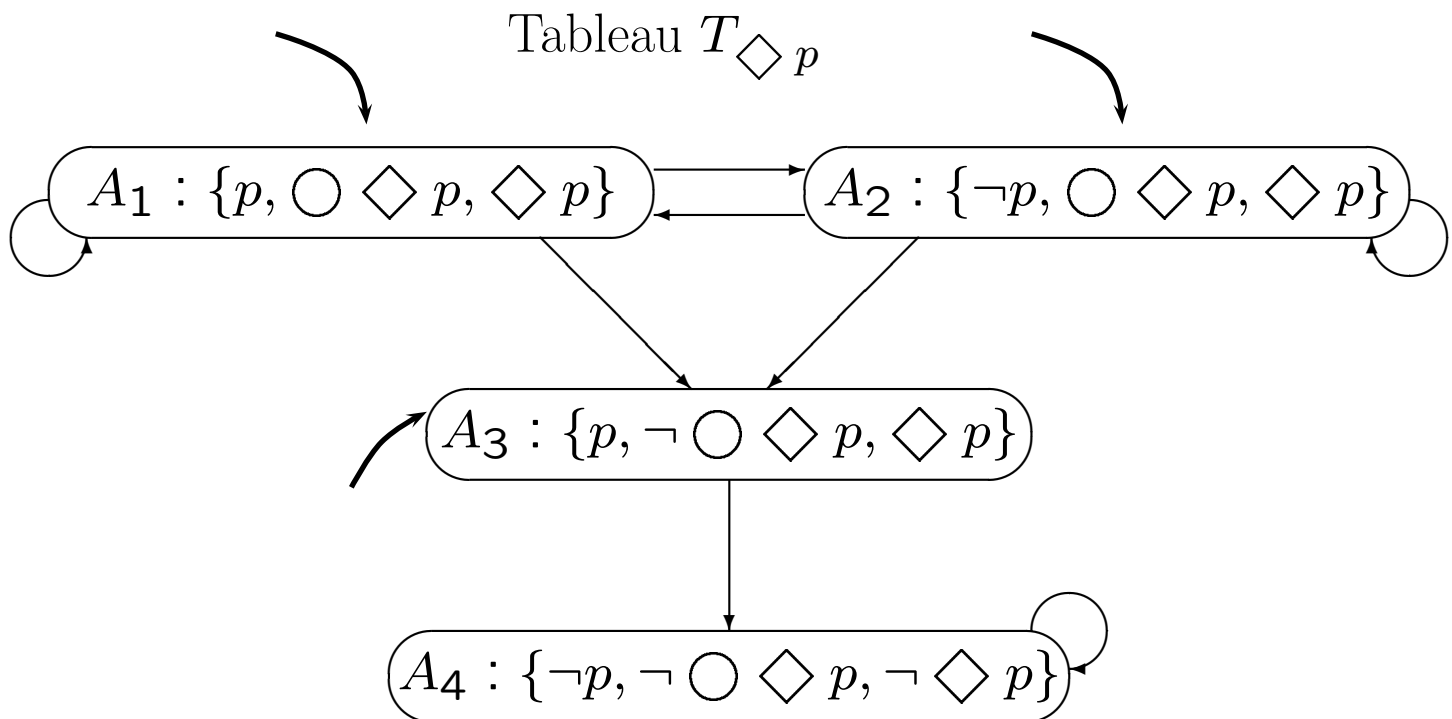 Tableau T◇ p
A1 : {p, ◯ ◇ p, ◇ p}
A2 : {¬p, ◯ ◇ p, ◇ p}
A3 : {p, ¬ ◯ ◇ p, ◇ p}
A4 : {¬p, ¬ ◯ ◇ p, ¬ ◇ p}